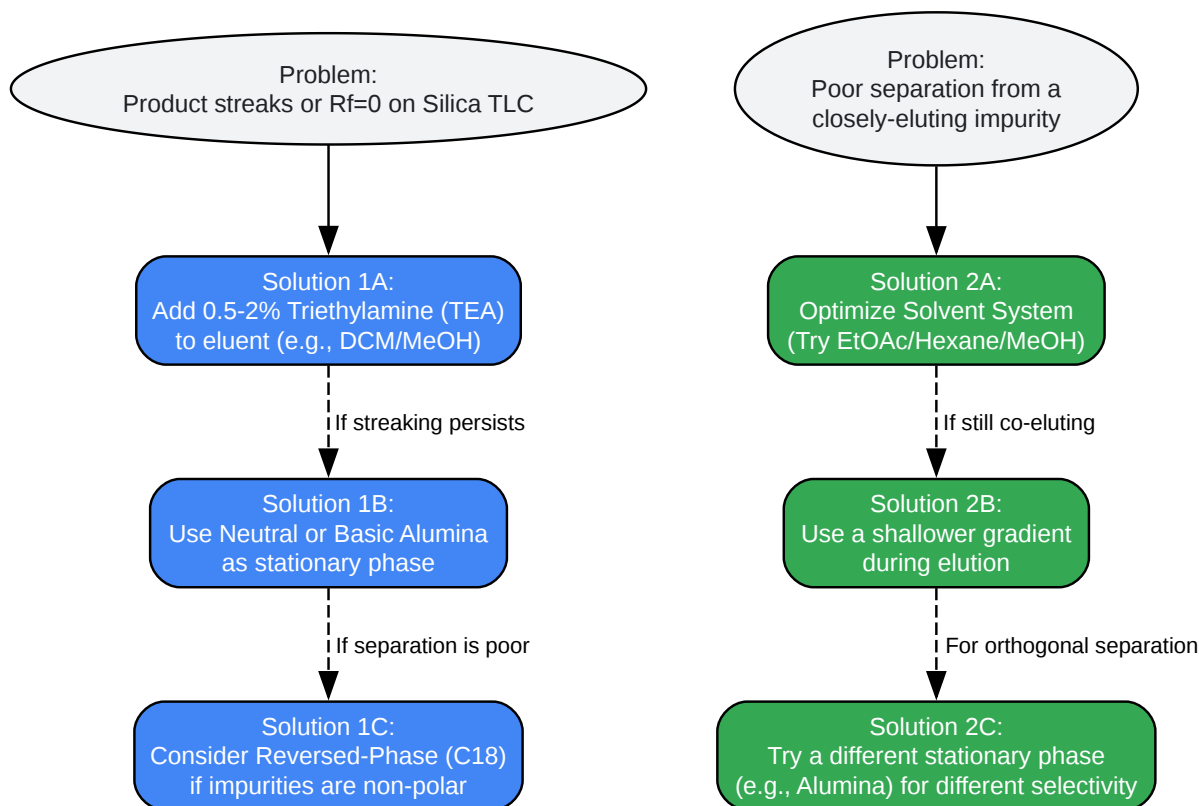 Problem:
Product streaks or Rf=0 on Silica TLC
Solution 1A:
Add 0.5-2% Triethylamine (TEA)
to eluent (e.g., DCM/MeOH)
If streaking persists
Solution 1B:
Use Neutral or Basic Alumina
as stationary phase
If separation is poor
Solution 1C:
Consider Reversed-Phase (C18)
if impurities are non-polar
Problem:
Poor separation from a
closely-eluting impurity
Solution 2A:
Optimize Solvent System
(Try EtOAc/Hexane/MeOH)
If still co-eluting
Solution 2B:
Use a shallower gradient
during elution
For orthogonal separation
Solution 2C:
Try a different stationary phase
(e.g., Alumina) for different selectivity